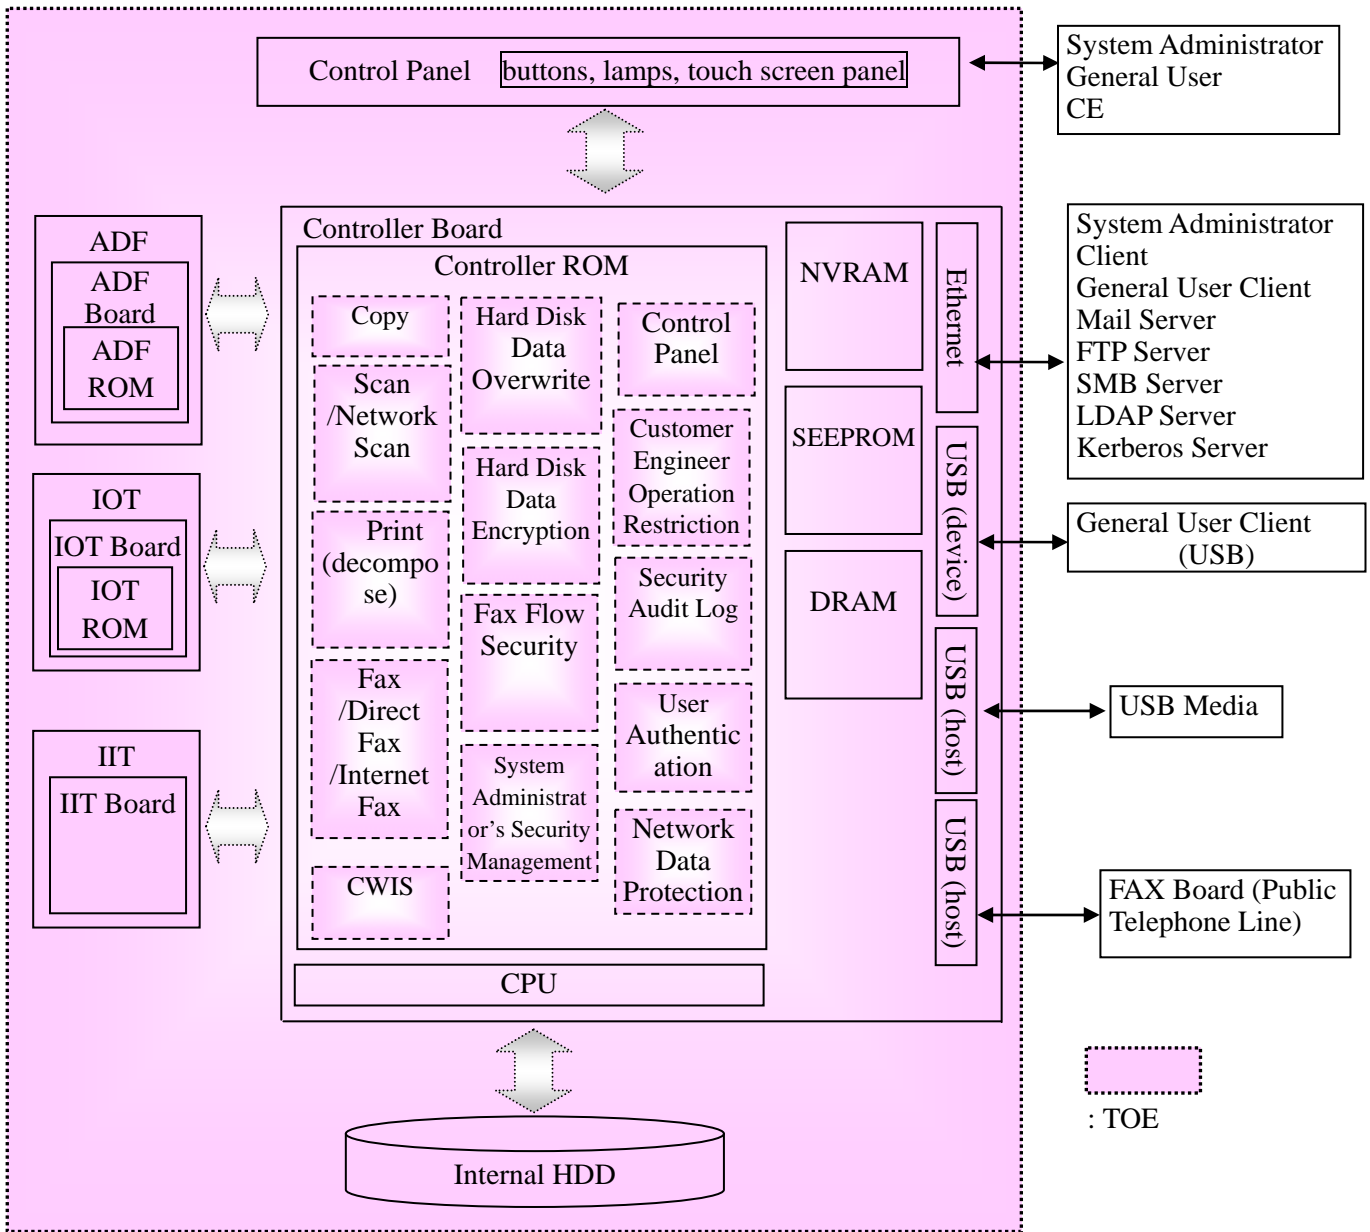 Control Panel
buttons, lamps, touch screen panel
System Administrator
General User
CE
ADF
ADF
Board
ADF
ROM
IOT
IOT Board
IOT
ROM
IIT
IIT Board
Controller Board
Controller ROM
Copy
Scan
/Network
Scan
Print
(decompo
se)
Fax
/Direct
Fax
/Internet
Fax
CWIS
Hard Disk
Data
Overwrite
Hard Disk
Data
Encryption
Fax Flow
Security
System
Administrat
or’s Security
Management
Control
Panel
Customer
Engineer
Operation
Restriction
Security
Audit Log
User
Authentic
ation
Network
Data
Protection
CPU
NVRAM
SEEPROM
DRAM
Ethernet
USB (device)
USB (host)
USB (host)
System Administrator
Client
General User Client
Mail Server
FTP Server
SMB Server
LDAP Server
Kerberos Server
General User Client
(USB)
USB Media
FAX Board (Public
Telephone Line)
Internal HDD
: TOE